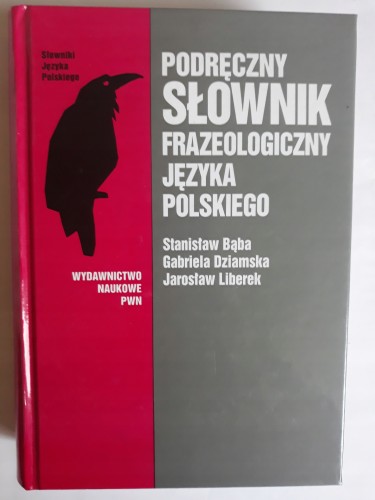 Słowniki
Języka
Polskiego
PODRĘCZNY
SŁOWNIK
FRAZEOLOGICZNY
JĘZYKA
POLSKIEGO
Stanisław Bąba
Gabriela Dziamska
Jarosław Liberek
WYDAWNICTWO
NAUKOWE
PWN